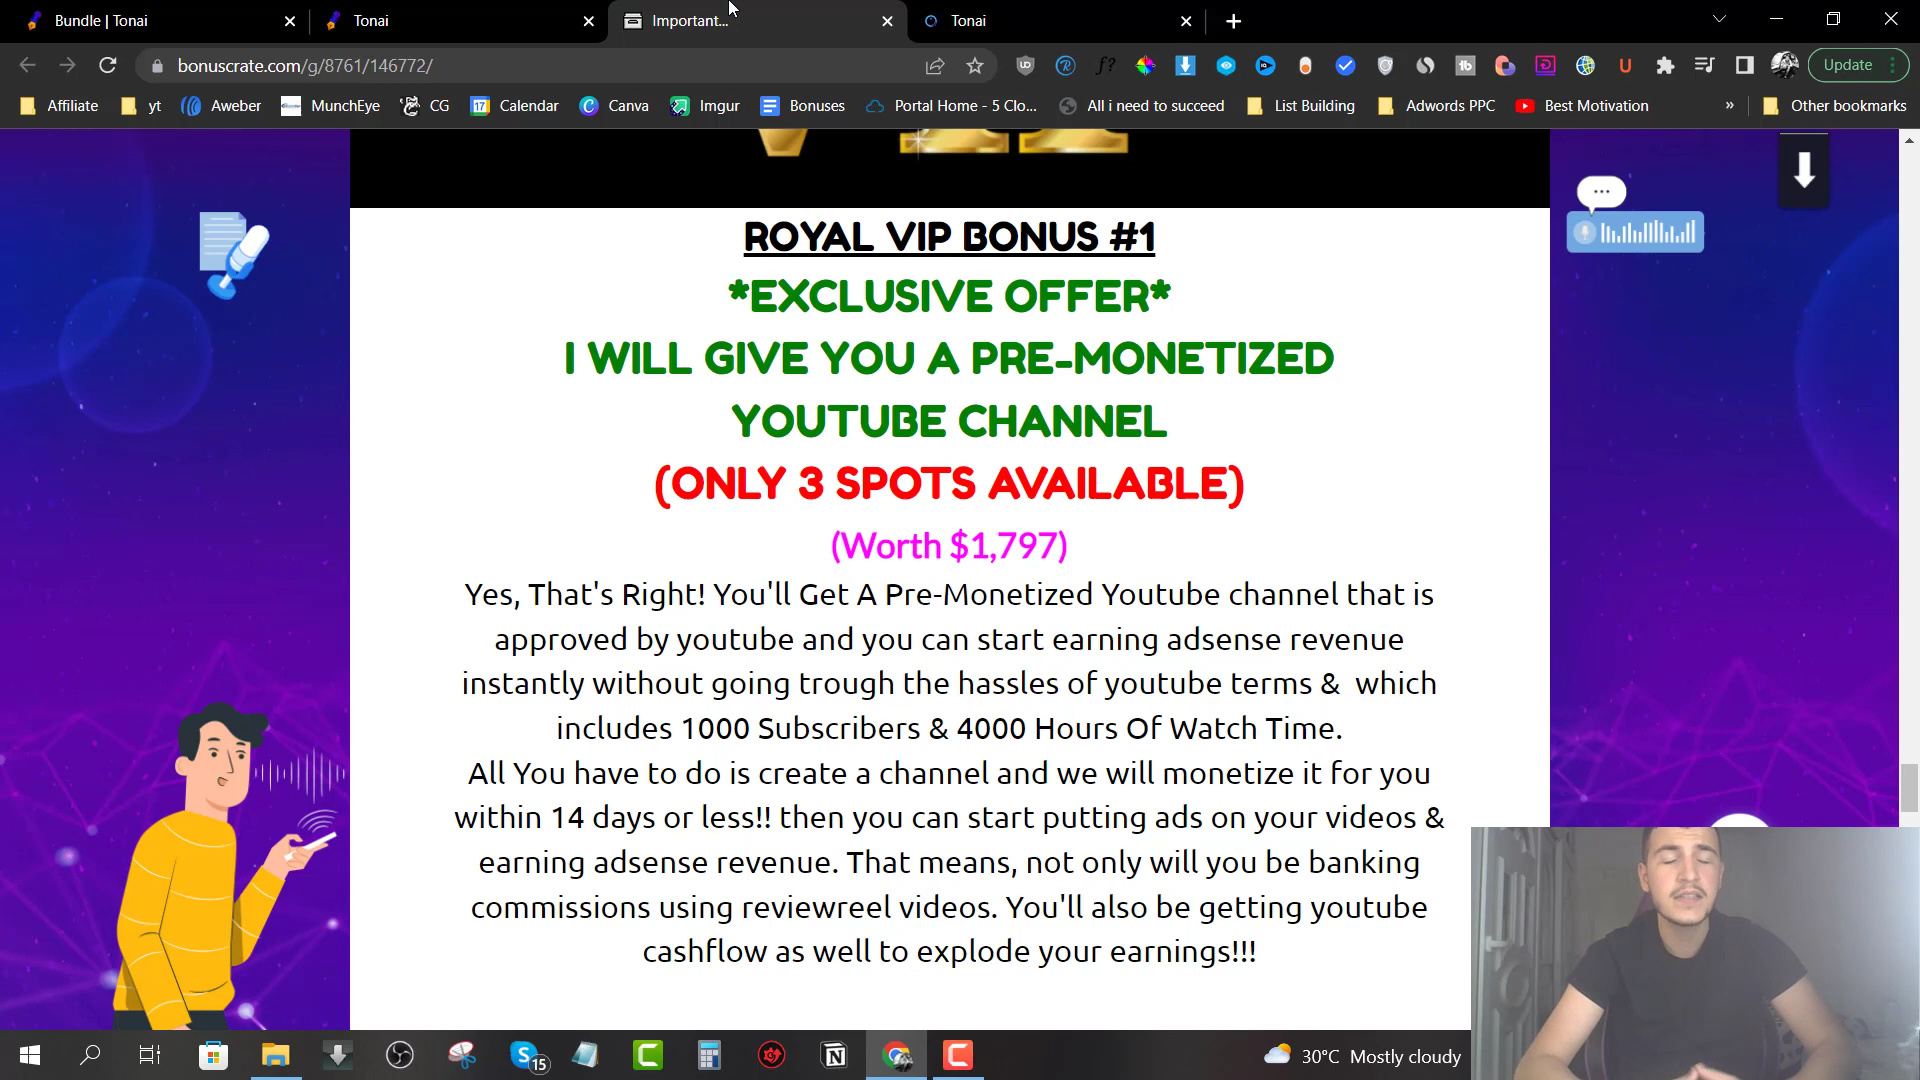 Bundle | Tonai
Tonai
Important...
Tonai
bonuscrate.com/g/8761/146772/
Update
Affiliate
yt
Aweber
MunchEye
CG
Calendar
Canva
Imgur
Bonuses
Portal Home - 5 Clo...
All i need to succeed
List Building
Adwords PPC
Best Motivation
»
Other bookmarks
ROYAL VIP BONUS #1
*EXCLUSIVE OFFER*
I WILL GIVE YOU A PRE-MONETIZED
YOUTUBE CHANNEL
(ONLY 3 SPOTS AVAILABLE)
(Worth $1,797)
Yes, That's Right! You'll Get A Pre-Monetized Youtube channel that is
approved by youtube and you can start earning adsense revenue
instantly without going trough the hassles of youtube terms &  which
includes 1000 Subscribers & 4000 Hours Of Watch Time.
All You have to do is create a channel and we will monetize it for you
within 14 days or less!! then you can start putting ads on your videos &
earning adsense revenue. That means, not only will you be banking
commissions using reviewreel videos. You'll also be getting youtube
cashflow as well to explode your earnings!!!
15
30°C Mostly cloudy